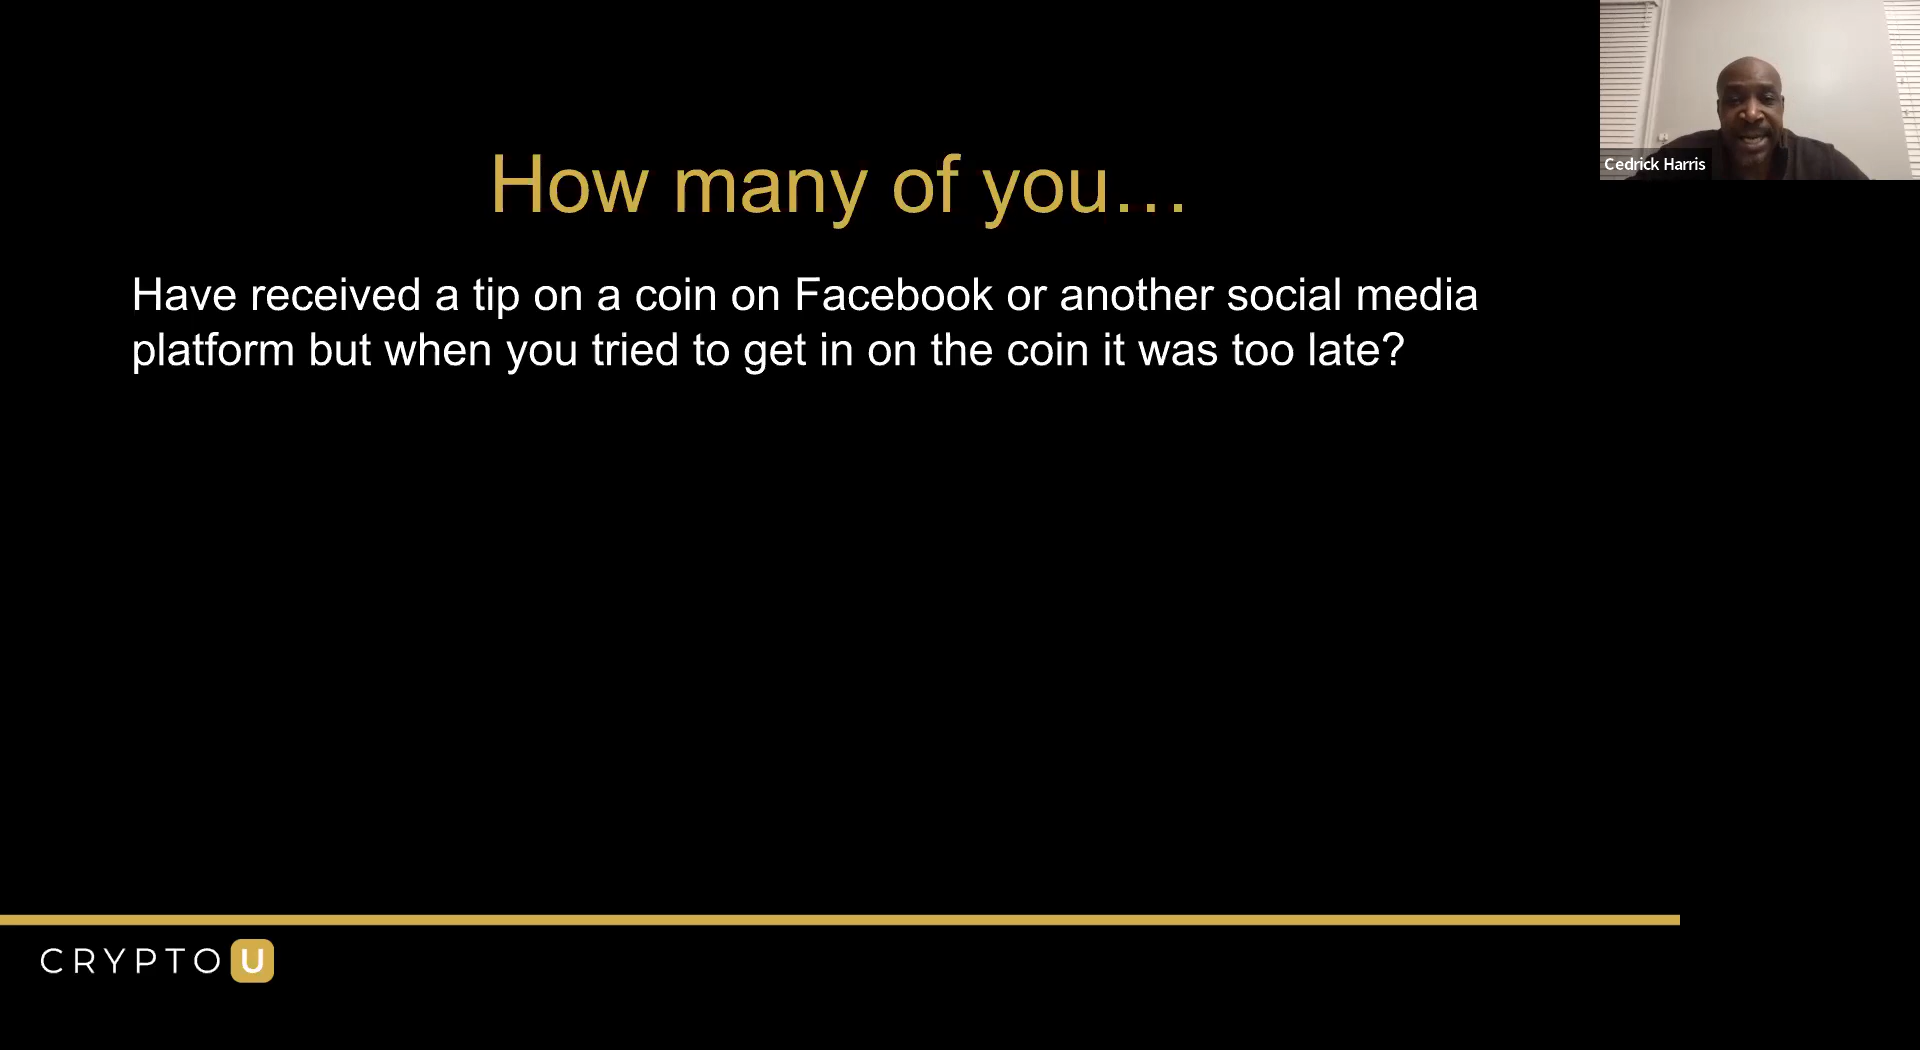 How many of you...
Have received a tip on a coin on Facebook or another social media
platform but when you tried to get in on the coin it was too late?
Cedrick Harris
CRYPTO U